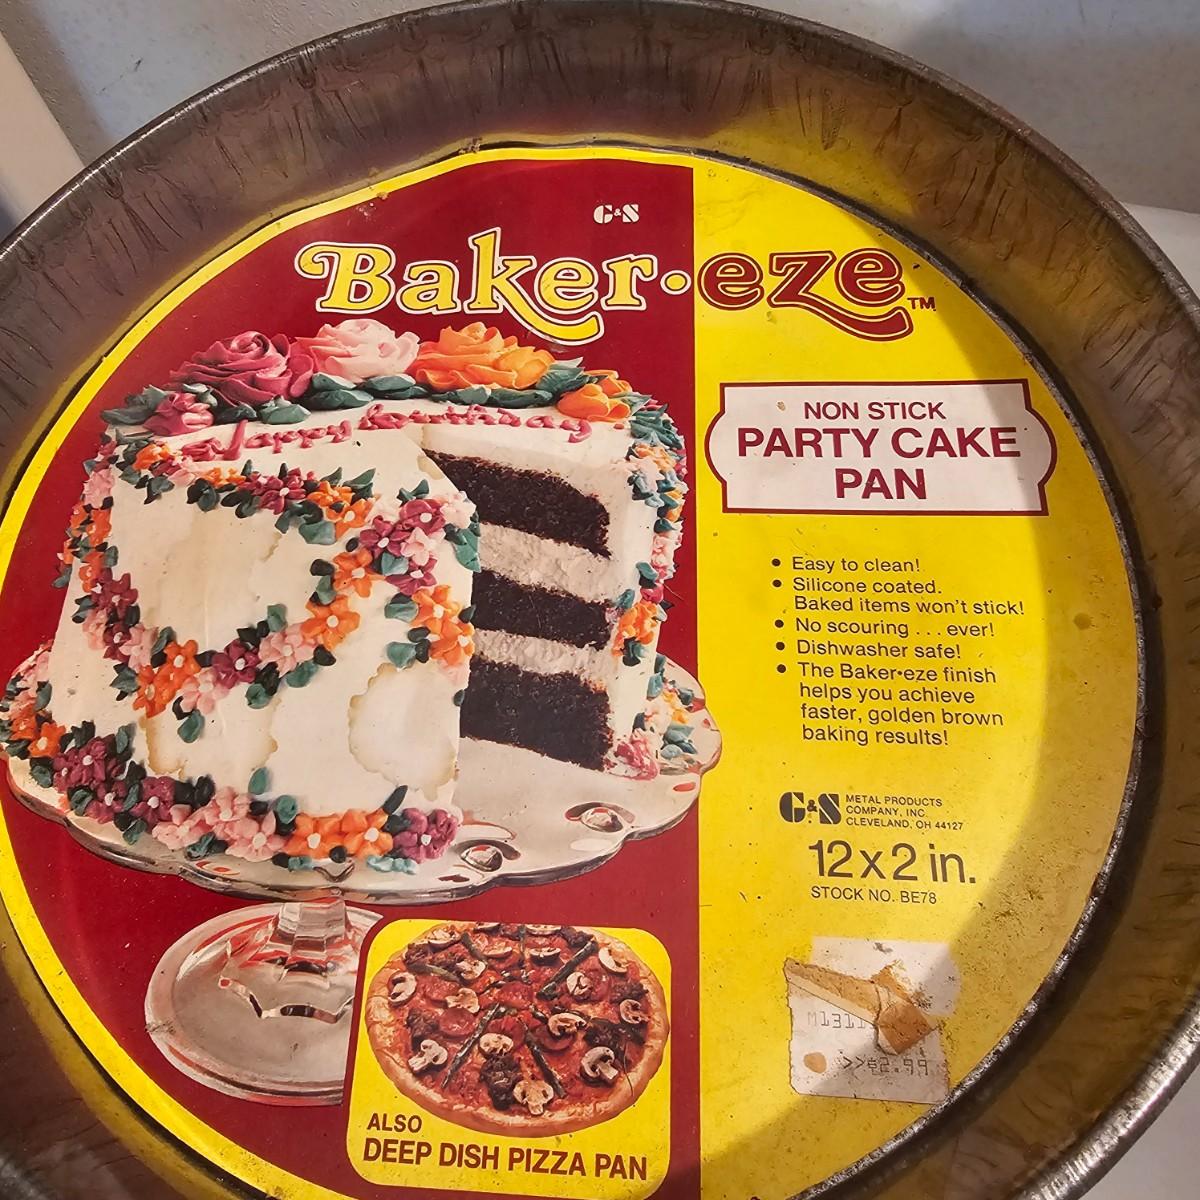 G&S
Baker·eze™
Happy birthday
NON STICK
PARTY CAKE
PAN
• Easy to clean!
• Silicone coated.
Baked items won't stick!
• No scouring . . . ever!
• Dishwasher safe!
• The Baker·eze finish
helps you achieve
faster, golden brown
baking results!
G&S METAL PRODUCTS
COMPANY, INC.
CLEVELAND, OH 44127
12 x 2 in.
STOCK NO. BE78
>>$2.99
ALSO
DEEP DISH PIZZA PAN